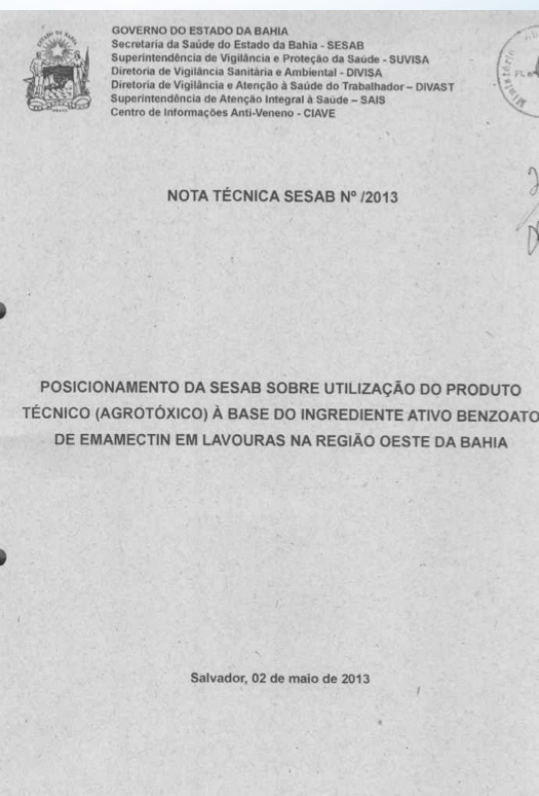 GOVERNO DO ESTADO DA BAHIA
Secretaria da Saúde do Estado da Bahia - SESAB
Superintendência de Vigilância e Proteção da Saúde - SUVISA
Diretoria de Vigilância Sanitária e Ambiental - DIVISA
Diretoria de Vigilância e Atenção à Saúde do Trabalhador – DIVAST
Superintendência de Atenção Integral à Saúde – SAIS
Centro de Informações Anti-Veneno - CIAVE
NOTA TÉCNICA SESAB Nº /2013
POSICIONAMENTO DA SESAB SOBRE UTILIZAÇÃO DO PRODUTO
TÉCNICO (AGROTÓXICO) À BASE DO INGREDIENTE ATIVO BENZOATO
DE EMAMECTIN EM LAVOURAS NA REGIÃO OESTE DA BAHIA
Salvador, 02 de maio de 2013